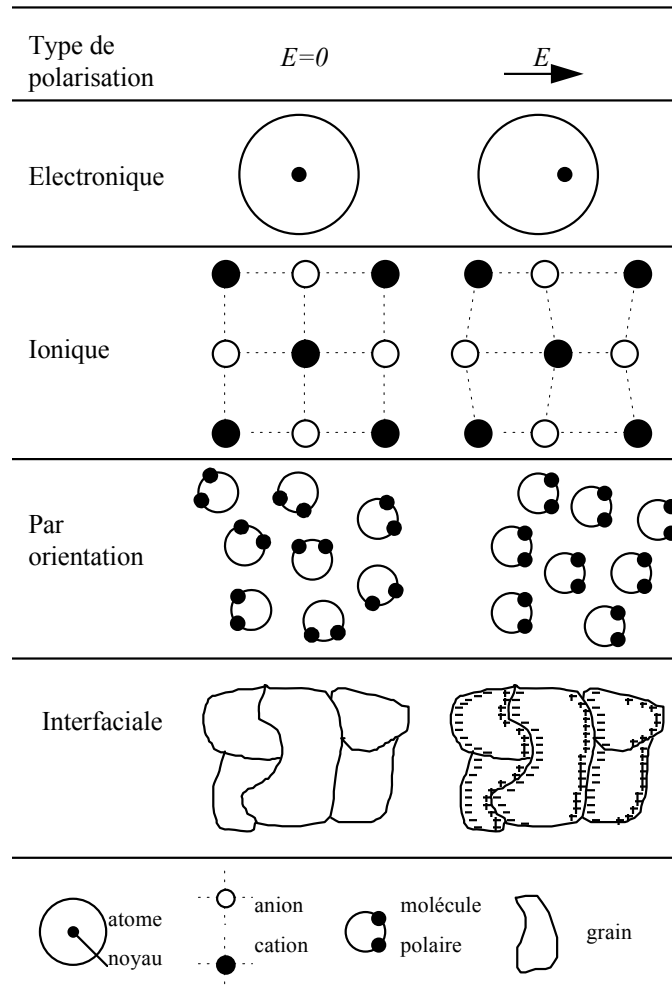 Type de
polarisation
E=0
E
Electronique
Ionique
Par
orientation
Interfaciale
atome
noyau
anion
cation
molécule
polaire
grain